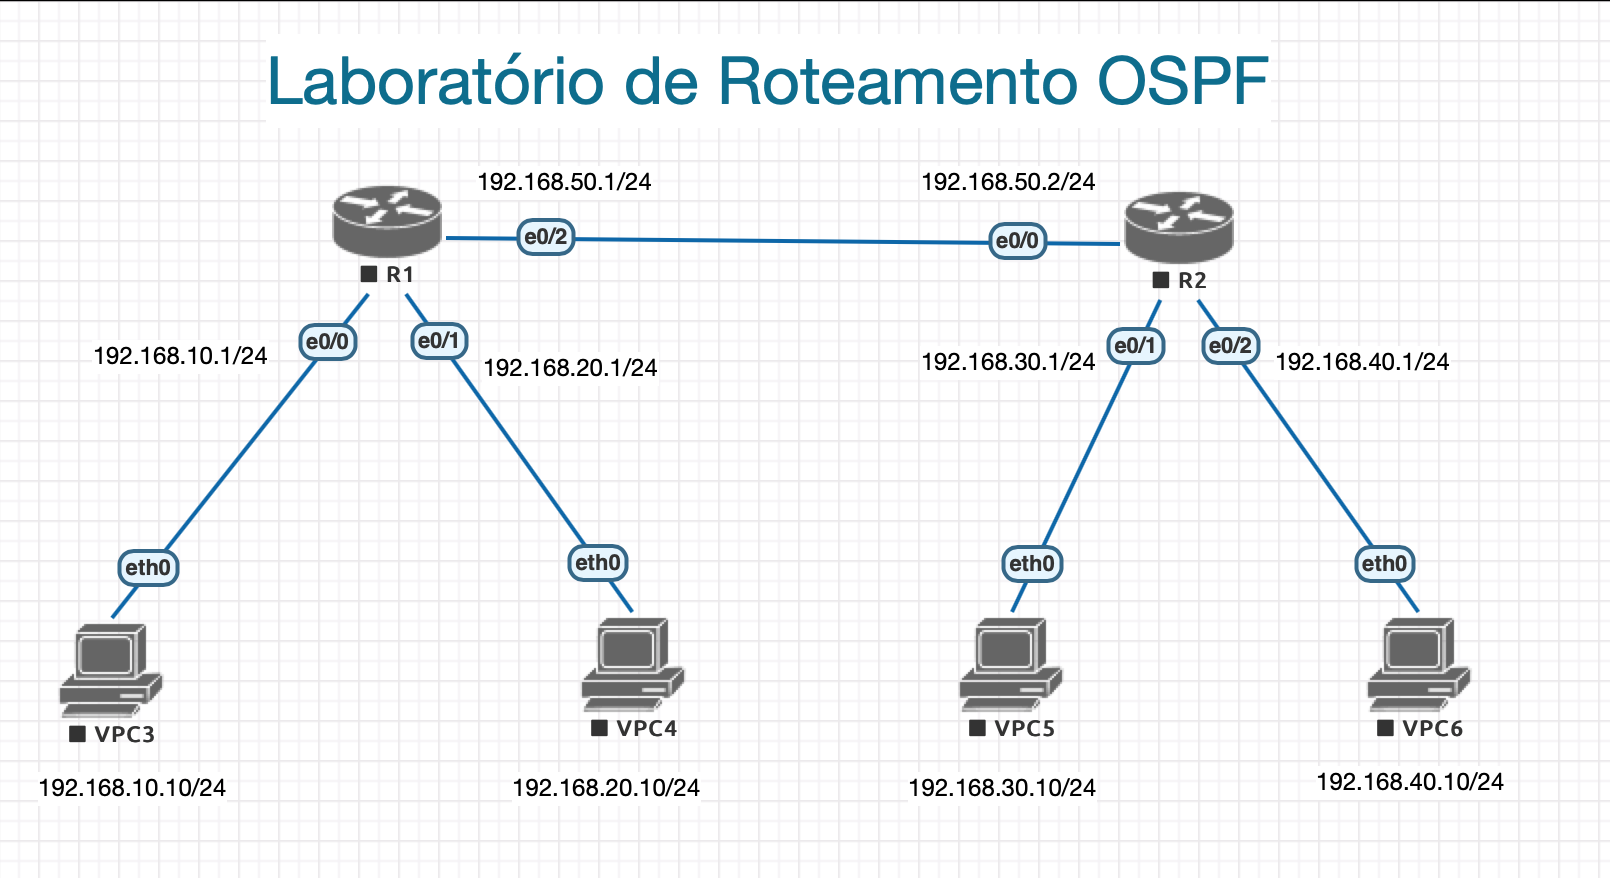 Laboratório de Roteamento OSPF
192.168.50.1/24
192.168.50.2/24
e0/2
e0/0
R1
R2
192.168.10.1/24
e0/0
e0/1
192.168.20.1/24
192.168.30.1/24
e0/1
e0/2
192.168.40.1/24
eth0
eth0
eth0
eth0
VPC3
VPC4
VPC5
VPC6
192.168.10.10/24
192.168.20.10/24
192.168.30.10/24
192.168.40.10/24